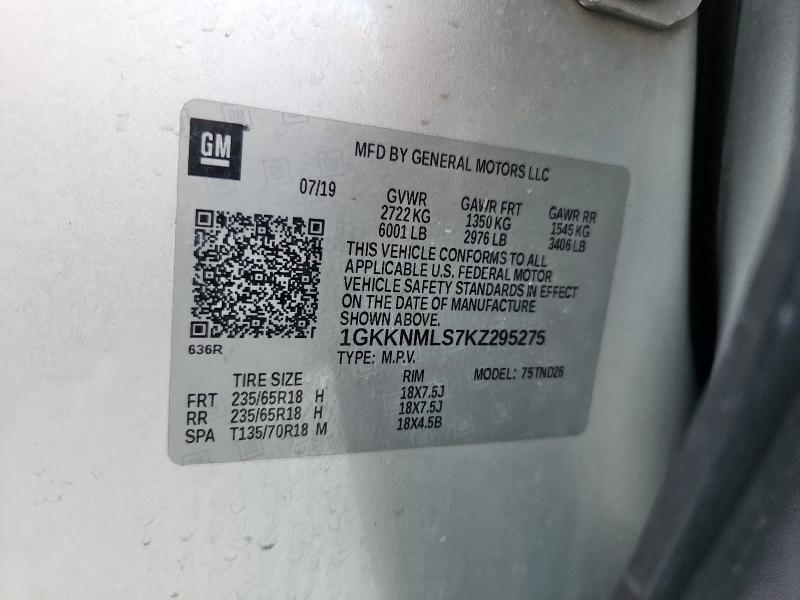 GM
MFD BY GENERAL MOTORS LLC
07/19
GVWR GAWR FRT GAWR RR
2722 KG 1350 KG 1545 KG
6001 LB 2976 LB 3406 LB
THIS VEHICLE CONFORMS TO ALL
APPLICABLE U.S. FEDERAL MOTOR
VEHICLE SAFETY STANDARDS IN EFFECT
ON THE DATE OF MANUFACTURE
SHOWN ABOVE.
1GKKNMLS7KZ295275
636R
TYPE: M.P.V. MODEL: 75TND26
TIRE SIZE RIM
FRT 235/65R18 H 18X7.5J
RR 235/65R18 H 18X7.5J
SPA T135/70R18 M 18X4.5B